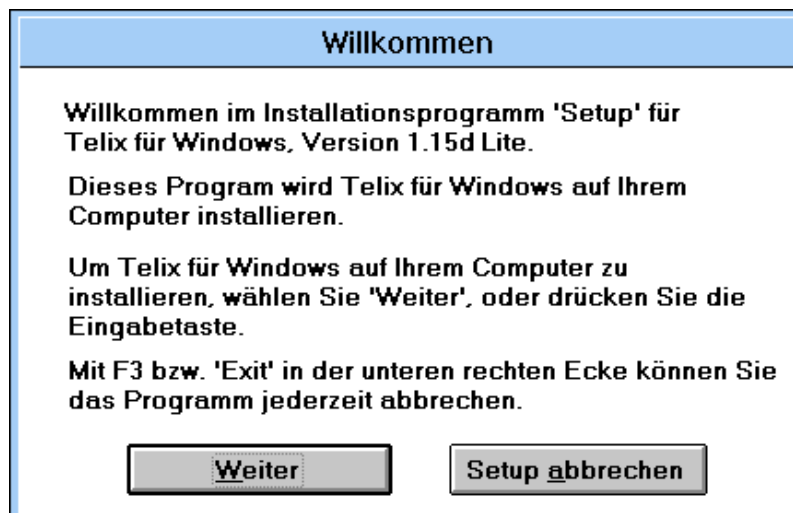 Willkommen
Willkommen im Installationsprogramm 'Setup' für
Telix für Windows, Version 1.15d Lite.
Dieses Program wird Telix für Windows auf Ihrem
Computer installieren.
Um Telix für Windows auf Ihrem Computer zu
installieren, wählen Sie 'Weiter', oder drücken Sie die
Eingabetaste.
Mit F3 bzw. 'Exit' in der unteren rechten Ecke können Sie
das Programm jederzeit abbrechen.
Weiter
Setup abbrechen